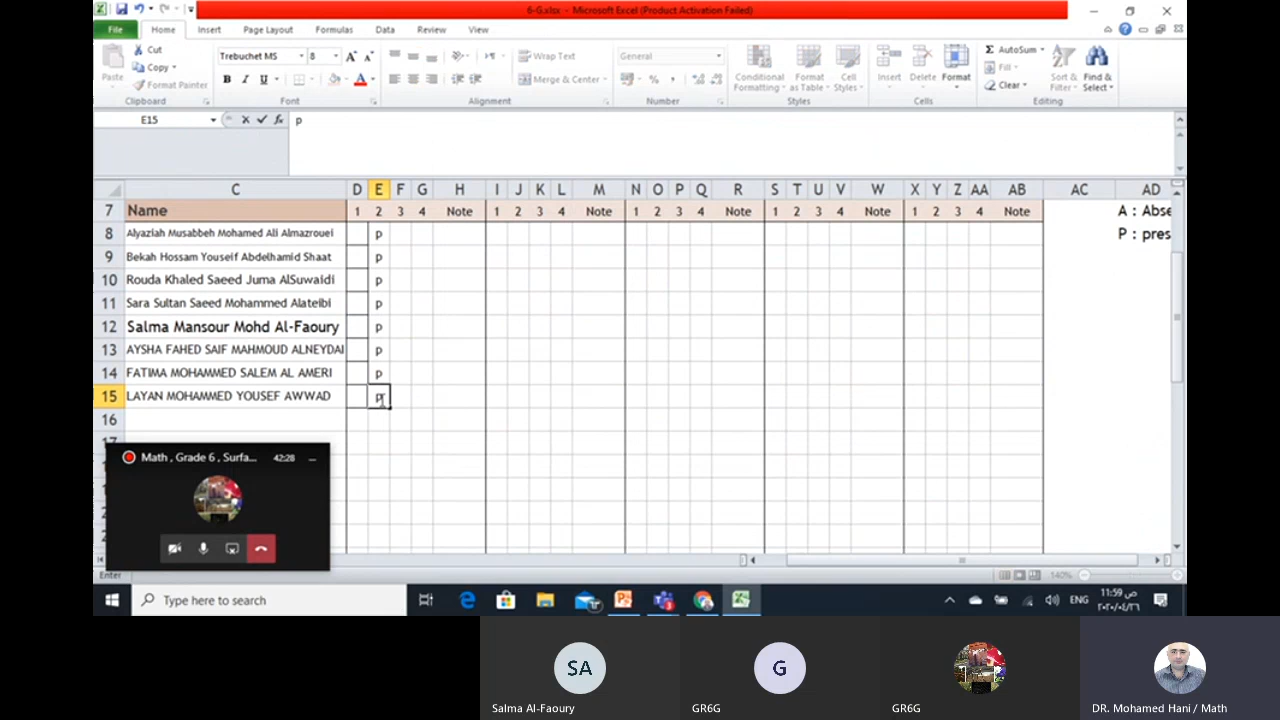 6-G.xlsx - Microsoft Excel (Product Activation Failed)
File Home Insert Page Layout Formulas Data Review View
Paste Cut Copy Format Painter Clipboard
Trebuchet MS 8 Font
Wrap Text Merge & Center Alignment
General Number
Conditional Formatting Format as Table Cell Styles Styles
Insert Delete Format Cells
AutoSum Fill Clear Sort & Filter Find & Select Editing
E15 p
C D E F G H I J K L M N O P Q R S T U V W X Y Z AA AB AC AD
7 Name 1 2 3 4 Note 1 2 3 4 Note 1 2 3 4 Note 1 2 3 4 Note 1 2 3 4 Note A : Abse
8 Alyaziah Musabbeh Mohamed Ali Almazrouei p P : pres
9 Bekah Hossam Youseif Abdelhamid Shaat p
10 Rouda Khaled Saeed Juma AlSuwaidi p
11 Sara Sultan Saeed Mohammed Alateibi p
12 Salma Mansour Mohd Al-Faoury p
13 AYSHA FAHED SAIF MAHMOUD ALNEYDAI p
14 FATIMA MOHAMMED SALEM AL AMERI p
15 LAYAN MOHAMMED YOUSEF AWWAD p
16
Math , Grade 6 , Surfa... 42:28
Enter 140%
Type here to search
ENG
11:59 ص
٢٠٢٠/٠٤/٢٦
SA G
Salma Al-Faoury GR6G GR6G DR. Mohamed Hani / Math